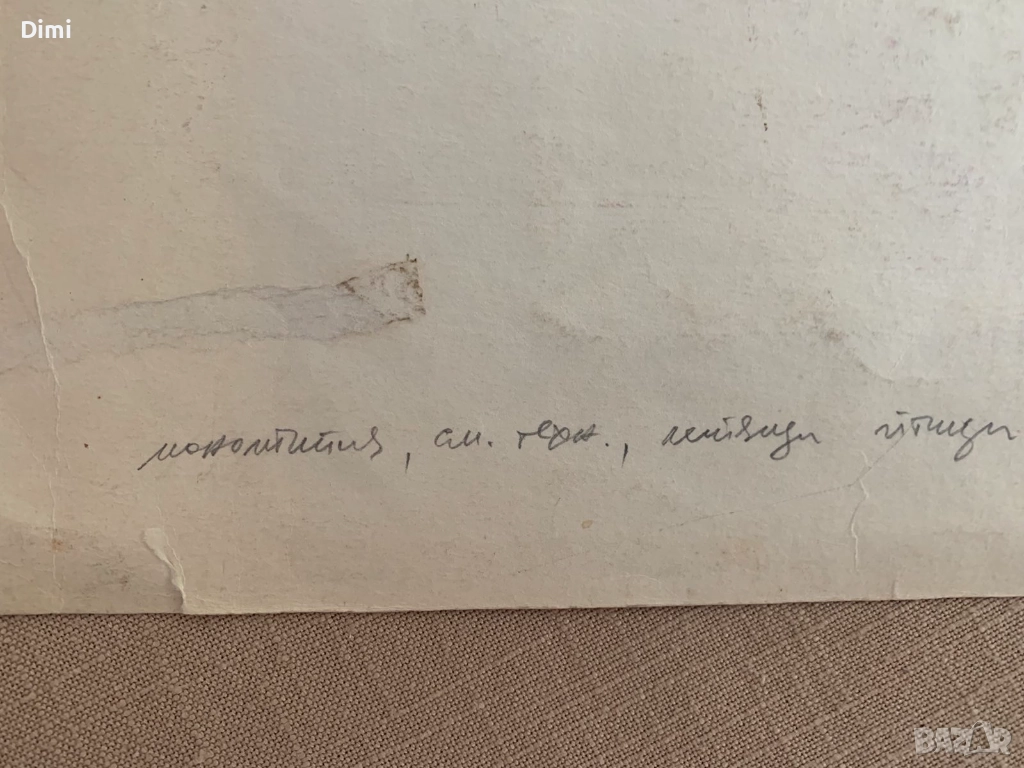 Dimi
монотипия, см. техн., летящи птици
BAZAR